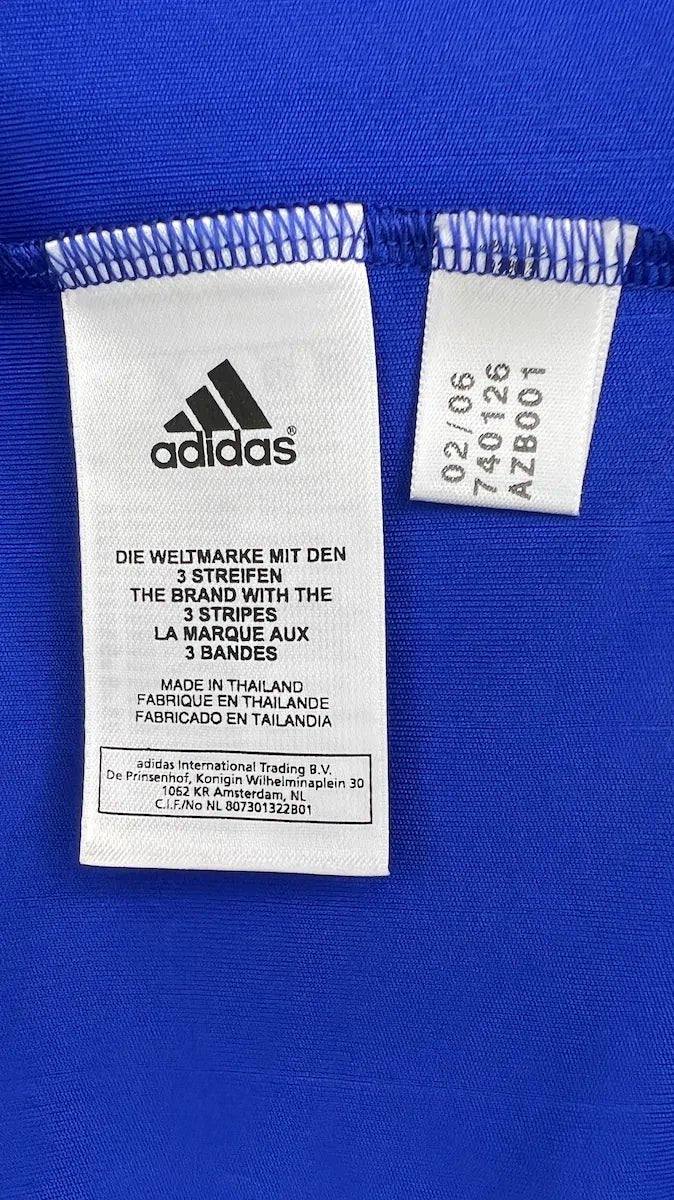 adidas®
DIE WELTMARKE MIT DEN
3 STREIFEN
THE BRAND WITH THE
3 STRIPES
LA MARQUE AUX
3 BANDES
MADE IN THAILAND
FABRIQUE EN THAILANDE
FABRICADO EN TAILANDIA
adidas International Trading B.V.
De Prinsenhof, Konigin Wilhelminaplein 30
1062 KR Amsterdam, NL
C.I.F./No NL 807301322B01
02/06
740126
AZB001